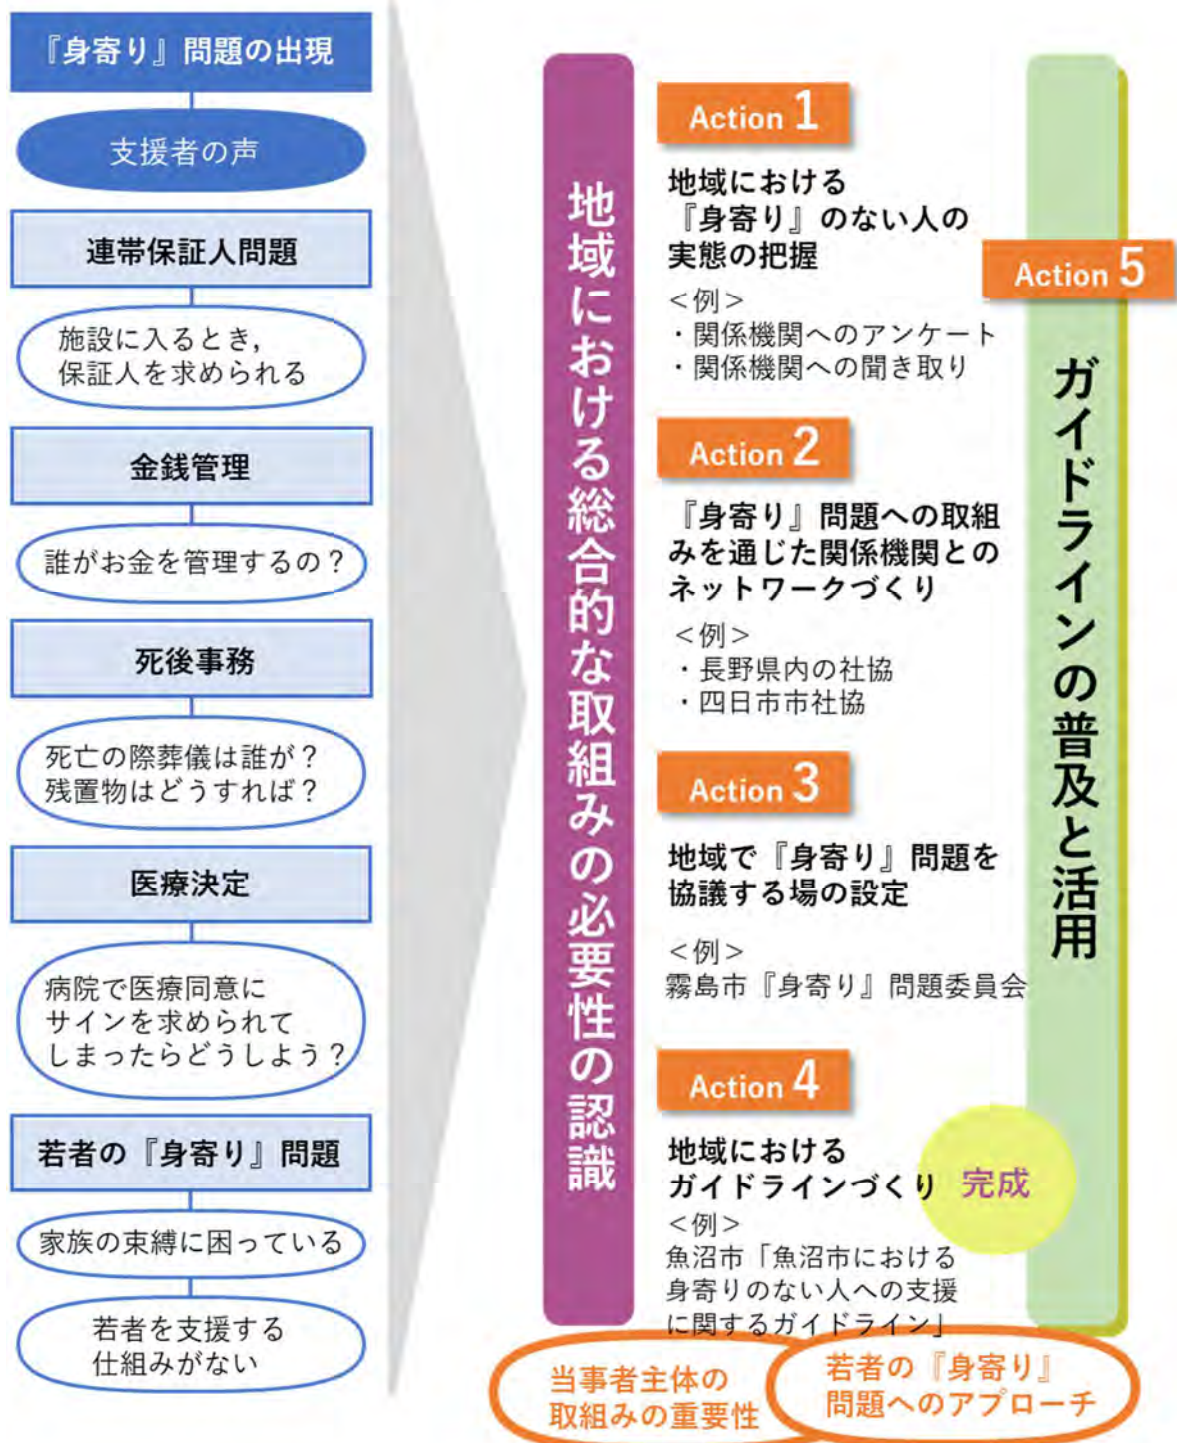 『身寄り』問題の出現
支援者の声
連帯保証人問題
施設に入るとき,
保証人を求められる
金銭管理
誰がお金を管理するの？
死後事務
死亡の際葬儀は誰が？
残置物はどうすれば？
医療決定
病院で医療同意に
サインを求められて
しまったらどうしよう？
若者の『身寄り』問題
家族の束縛に困っている
若者を支援する
仕組みがない
地域における総合的な取組みの必要性の認識
Action 1
地域における
『身寄り』のない人の
実態の把握
＜例＞
・関係機関へのアンケート
・関係機関への聞き取り
Action 2
『身寄り』問題への取組
みを通じた関係機関との
ネットワークづくり
＜例＞
・長野県内の社協
・四日市市社協
Action 3
地域で『身寄り』問題を
協議する場の設定
＜例＞
霧島市『身寄り』問題委員会
Action 4
地域における
ガイドラインづくり
完成
＜例＞
魚沼市「魚沼市における
身寄りのない人への支援
に関するガイドライン」
Action 5
ガイドラインの普及と活用
当事者主体の
取組みの重要性
若者の『身寄り』
問題へのアプローチ